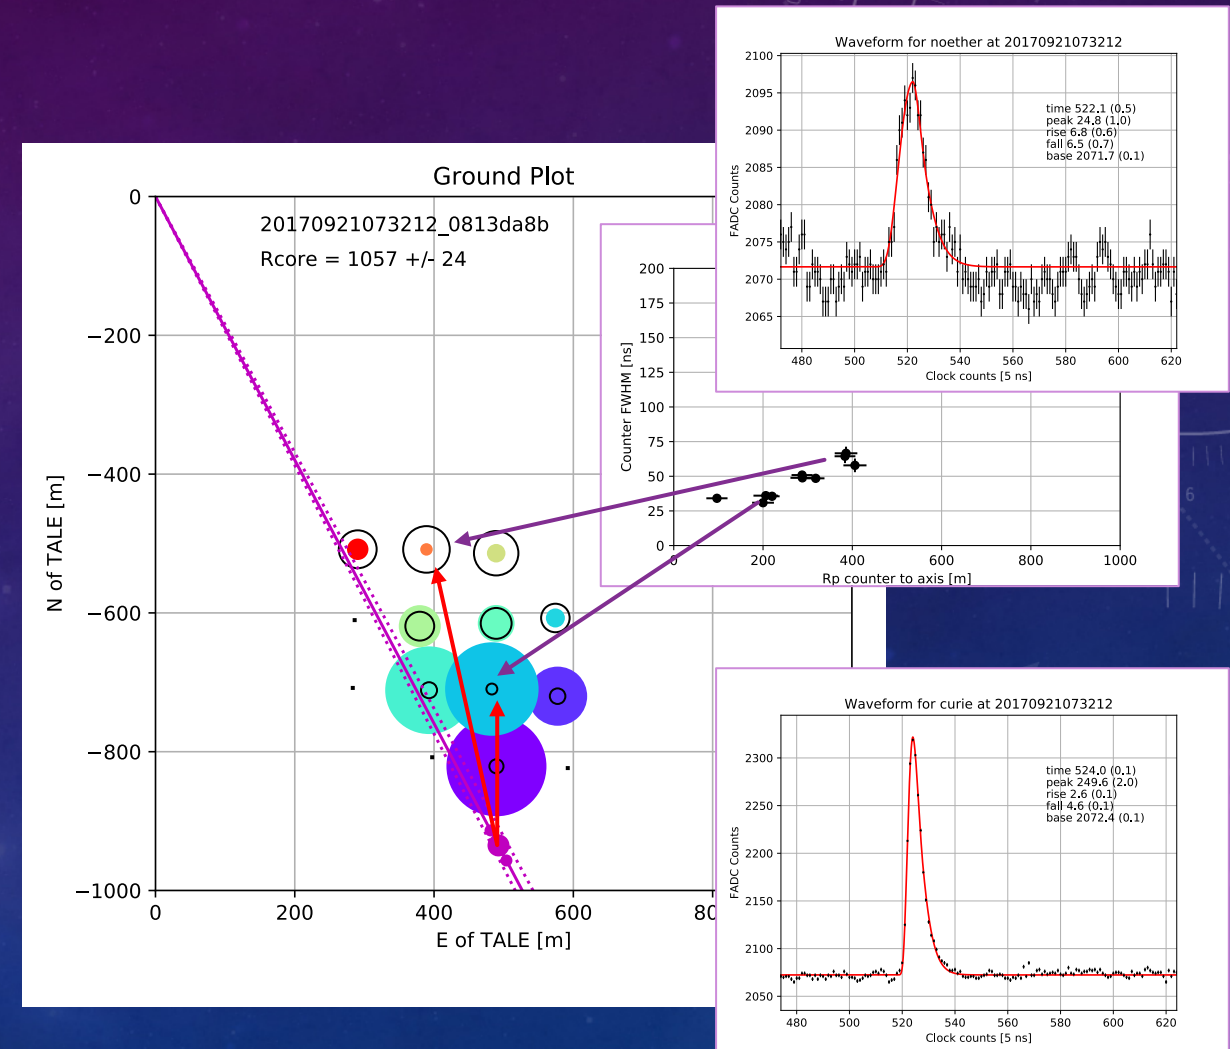 Waveform for noether at 20170921073212
2100
2095
2090
2085
2080
2075
2070
2065
FADC Counts
time 522.1 (0.5)
peak 24.8 (1.0)
rise 6.8 (0.6)
fall 6.5 (0.7)
base 2071.7 (0.1)
480 500 520 540 560 580 600 620
Clock counts [5 ns]
Ground Plot
20170921073212_0813da8b
Rcore = 1057 +/- 24
0
−200
−400
−600
−800
−1000
N of TALE [m]
0 200 400 600 80
E of TALE [m]
200
175
150
125
100
75
50
25
0
Counter FWHM [ns]
0 200 400 600 800 1000
Rp counter to axis [m]
6
Waveform for curie at 20170921073212
2300
2250
2200
2150
2100
2050
FADC Counts
time 524.0 (0.1)
peak 249.6 (2.0)
rise 2.6 (0.1)
fall 4.6 (0.1)
base 2072.4 (0.1)
480 500 520 540 560 580 600 620
Clock counts [5 ns]